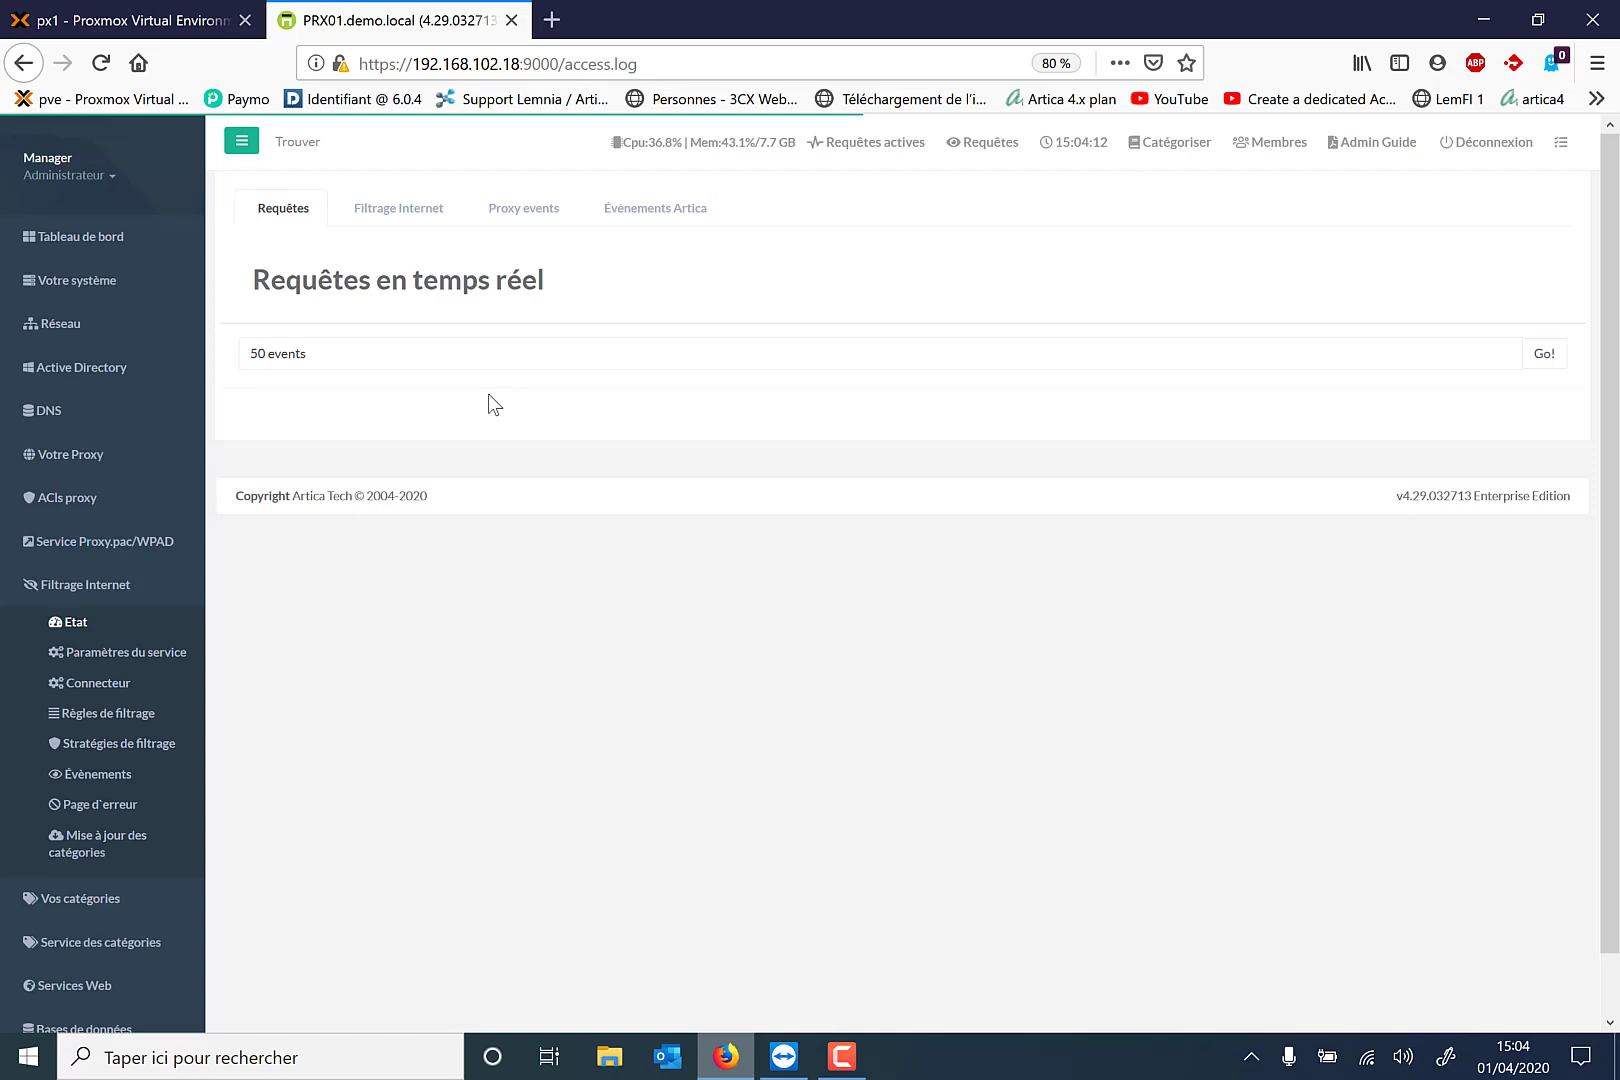 px1 - Proxmox Virtual Environm
PRX01.demo.local (4.29.032713
https://192.168.102.18:9000/access.log
80 %
ABP
0
pve - Proxmox Virtual ...
Paymo
D
Identifiant @ 6.0.4
Support Lemnia / Arti...
Personnes - 3CX Web...
Téléchargement de l'i...
Artica 4.x plan
YouTube
Create a dedicated Ac...
LemFI 1
artica4
Manager
Administrateur
Trouver
Cpu:36.8% | Mem:43.1%/7.7 GB
Requêtes actives
Requêtes
15:04:12
Catégoriser
Membres
Admin Guide
Déconnexion
Requêtes
Filtrage Internet
Proxy events
Évènements Artica
Requêtes en temps réel
50 events
Go!
Copyright Artica Tech © 2004-2020
v4.29.032713 Enterprise Edition
Tableau de bord
Votre système
Réseau
Active Directory
DNS
Votre Proxy
ACls proxy
Service Proxy.pac/WPAD
Filtrage Internet
Etat
Paramètres du service
Connecteur
Règles de filtrage
Stratégies de filtrage
Évènements
Page d`erreur
Mise à jour des
catégories
Vos catégories
Service des catégories
Services Web
Bases de données
Taper ici pour rechercher
15:04
01/04/2020